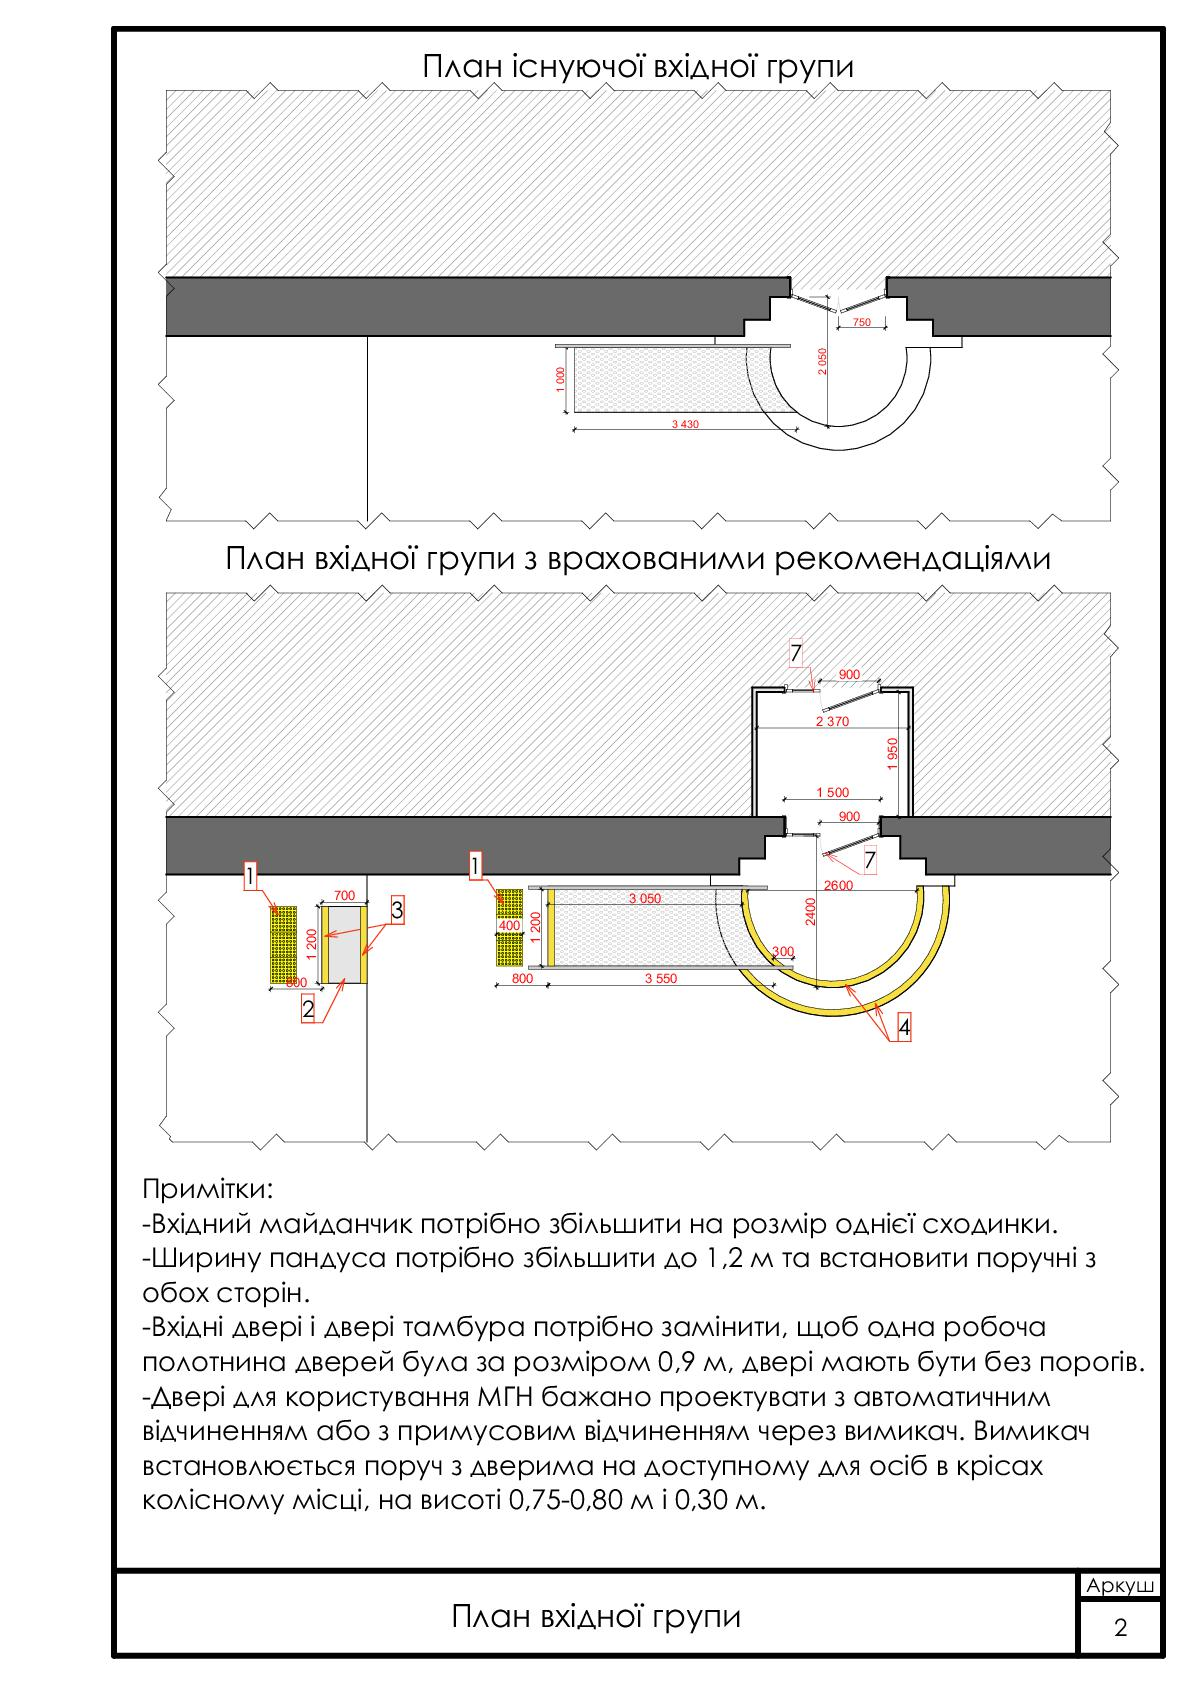 План існуючої вхідної групи
750
2 050
1 000
3 430
План вхідної групи з врахованими рекомендаціями
7
900
2 370
1 950
1 500
900
7
1
1
2600
700
3
3 050
400
1 200
1 200
2400
300
800
800
3 550
2
4
Примітки:
-Вхідний майданчик потрібно збільшити на розмір однієї сходинки.
-Ширину пандуса потрібно збільшити до 1,2 м та встановити поручні з
обох сторін.
-Вхідні двері і двері тамбура потрібно замінити, щоб одна робоча
полотнина дверей була за розміром 0,9 м, двері мають бути без порогів.
-Двері для користування МГН бажано проектувати з автоматичним
відчиненням або з примусовим відчиненням через вимикач. Вимикач
встановлюється поруч з дверима на доступному для осіб в крісах
колісному місці, на висоті 0,75-0,80 м і 0,30 м.
План вхідної групи
Аркуш
2